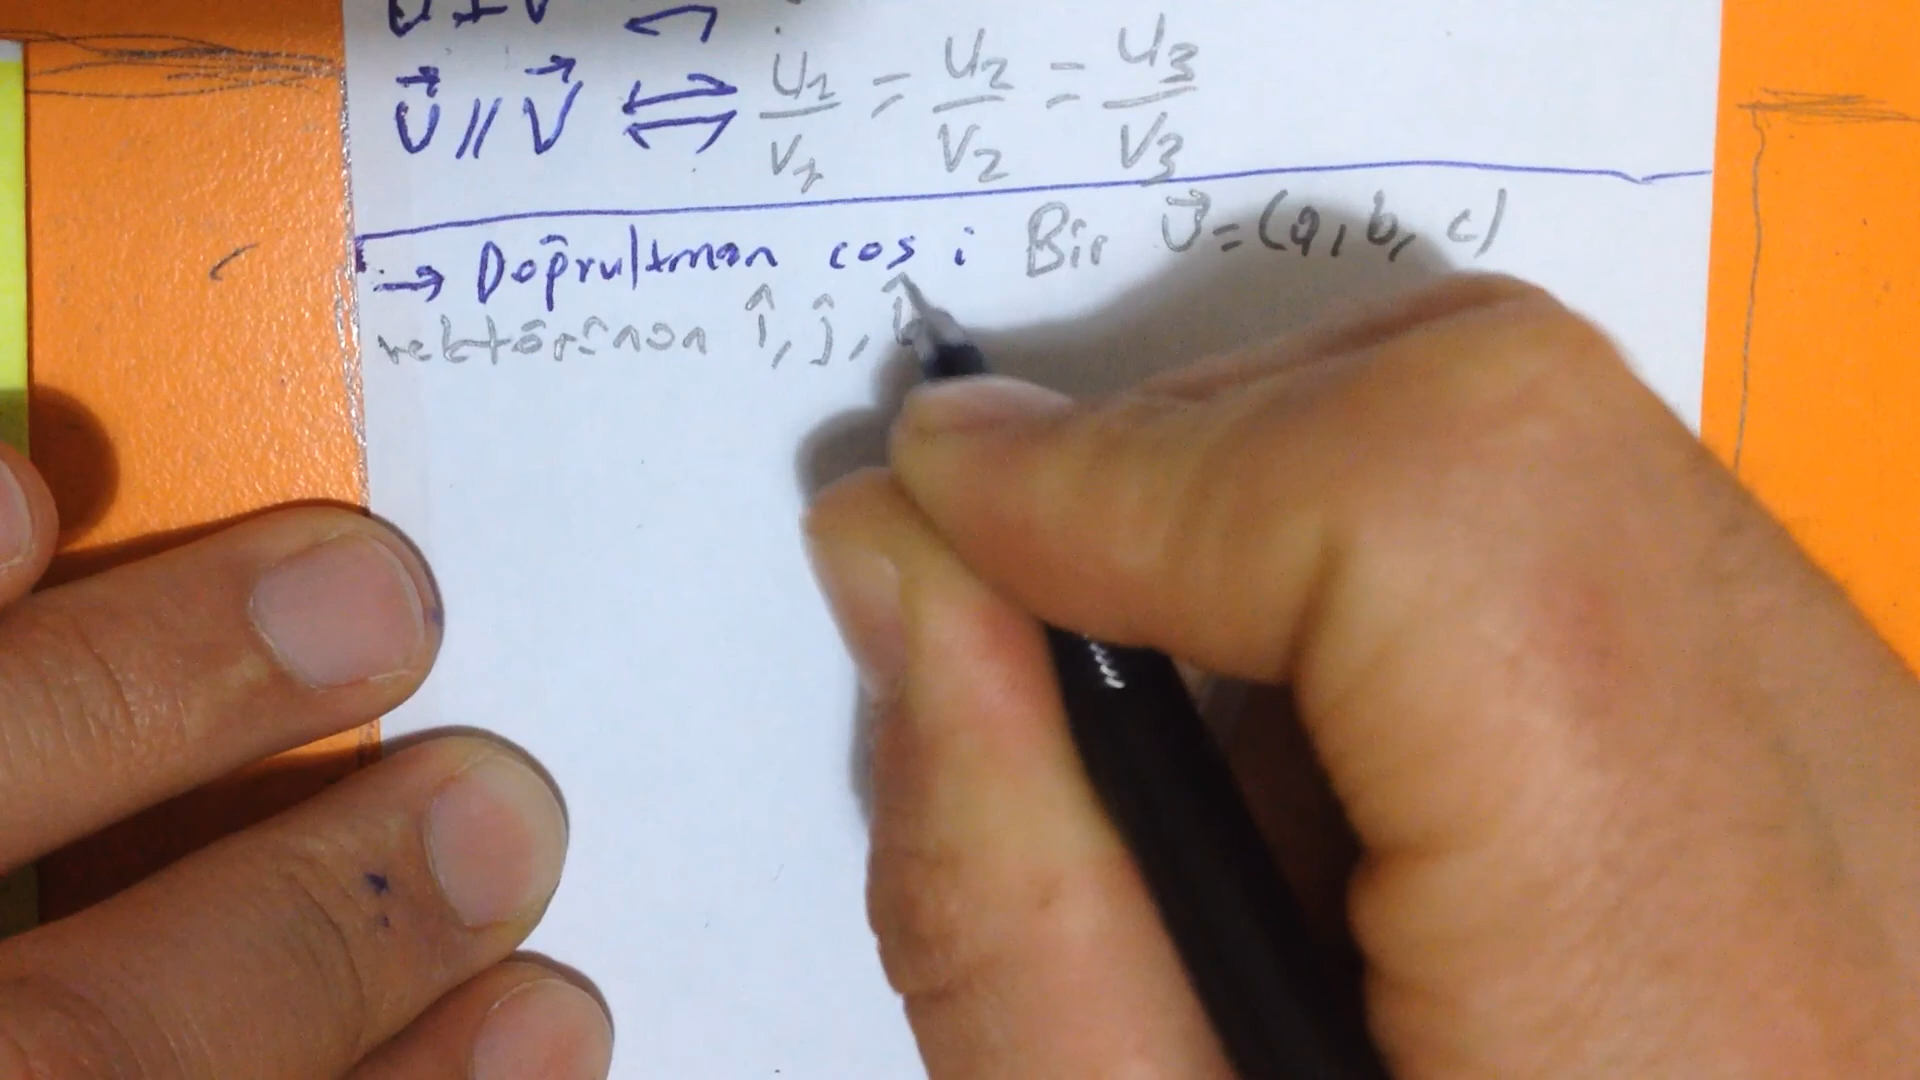 U⃗ // V⃗ ⇌ u₁/v₁ = u₂/v₂ = u₃/v₃
→ Doğrultman cos : Bir U⃗=(a, b, c)
vektörünün î, ĵ,